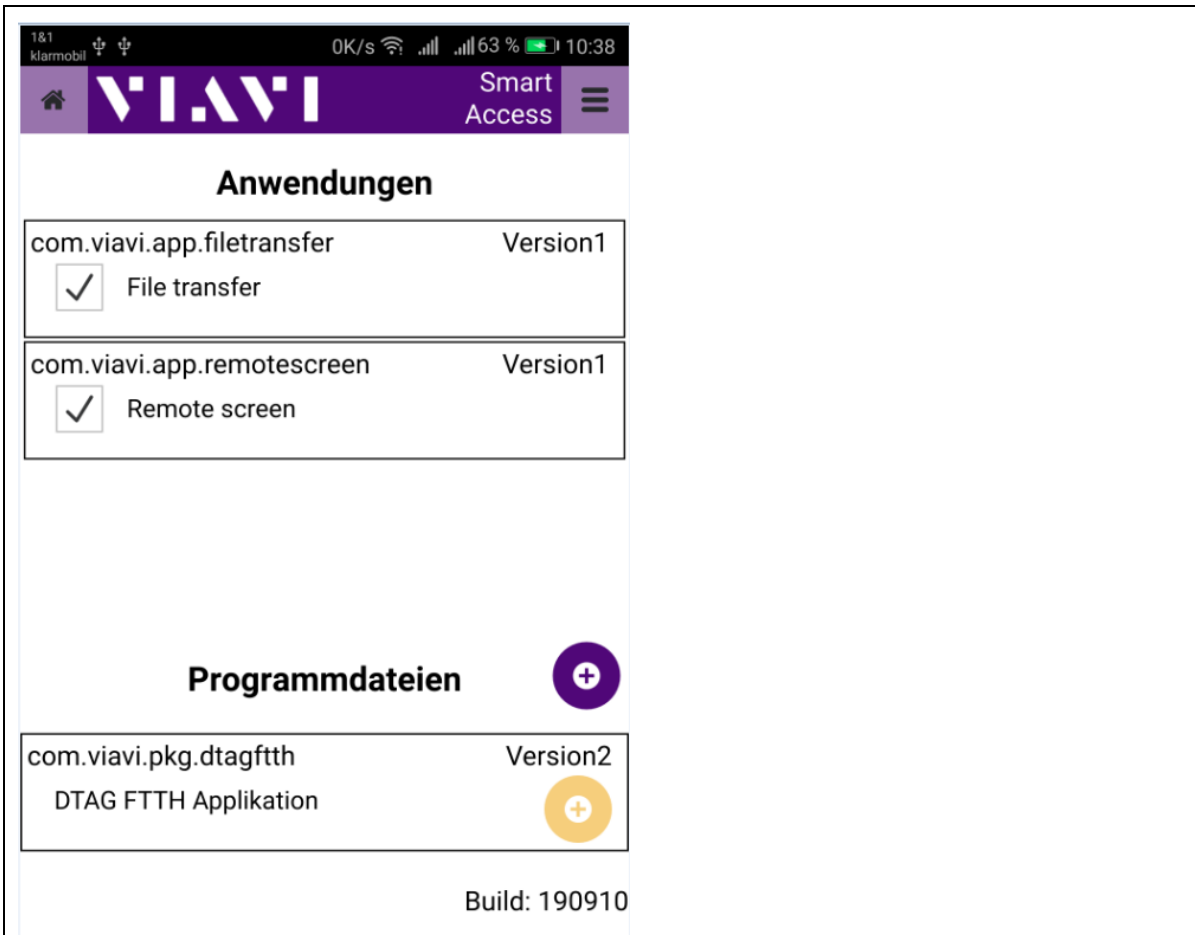 1&1
klarmobil
0K/s 63 % 10:38
VIAVI
Smart
Access
Anwendungen
com.viavi.app.filetransfer Version1
File transfer
com.viavi.app.remotescreen Version1
Remote screen
Programmdateien
com.viavi.pkg.dtagftth Version2
DTAG FTTH Applikation
Build: 190910